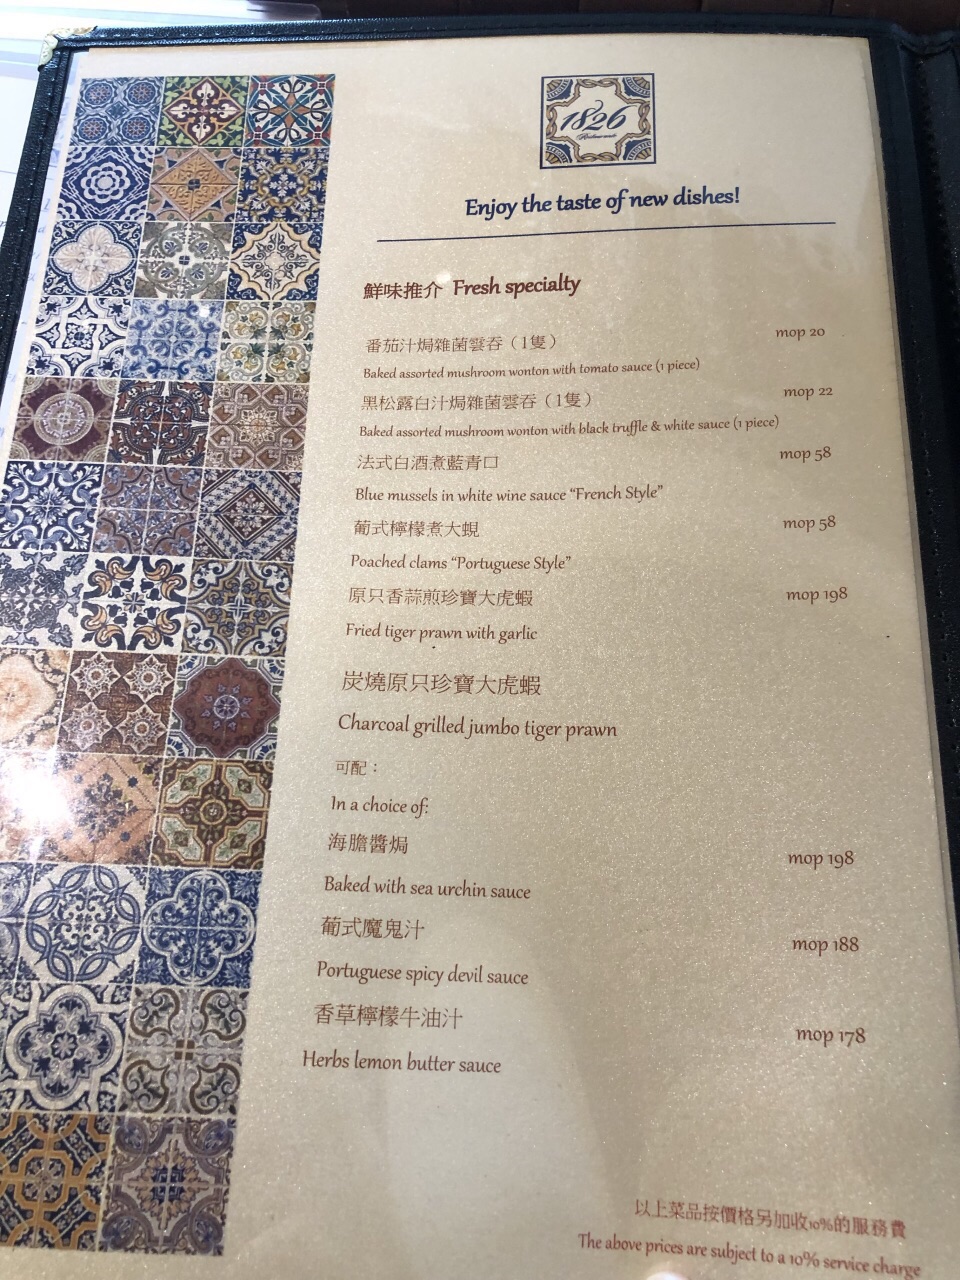 1826
Restaurant
Enjoy the taste of new dishes!
鮮味推介 Fresh specialty
番茄汁焗雜菌雲吞（1隻） mop 20
Baked assorted mushroom wonton with tomato sauce (1 piece)
黑松露白汁焗雜菌雲吞（1隻） mop 22
Baked assorted mushroom wonton with black truffle & white sauce (1 piece)
法式白酒煮藍青口 mop 58
Blue mussels in white wine sauce “French Style”
葡式檸檬煮大蜆 mop 58
Poached clams “Portuguese Style”
原只香蒜煎珍寶大虎蝦 mop 198
Fried tiger prawn with garlic
炭燒原只珍寶大虎蝦
Charcoal grilled jumbo tiger prawn
可配：
In a choice of:
海膽醬焗 mop 198
Baked with sea urchin sauce
葡式魔鬼汁 mop 188
Portuguese spicy devil sauce
香草檸檬牛油汁 mop 178
Herbs lemon butter sauce
以上菜品按價格另加收10%的服務費
The above prices are subject to a 10% service charge